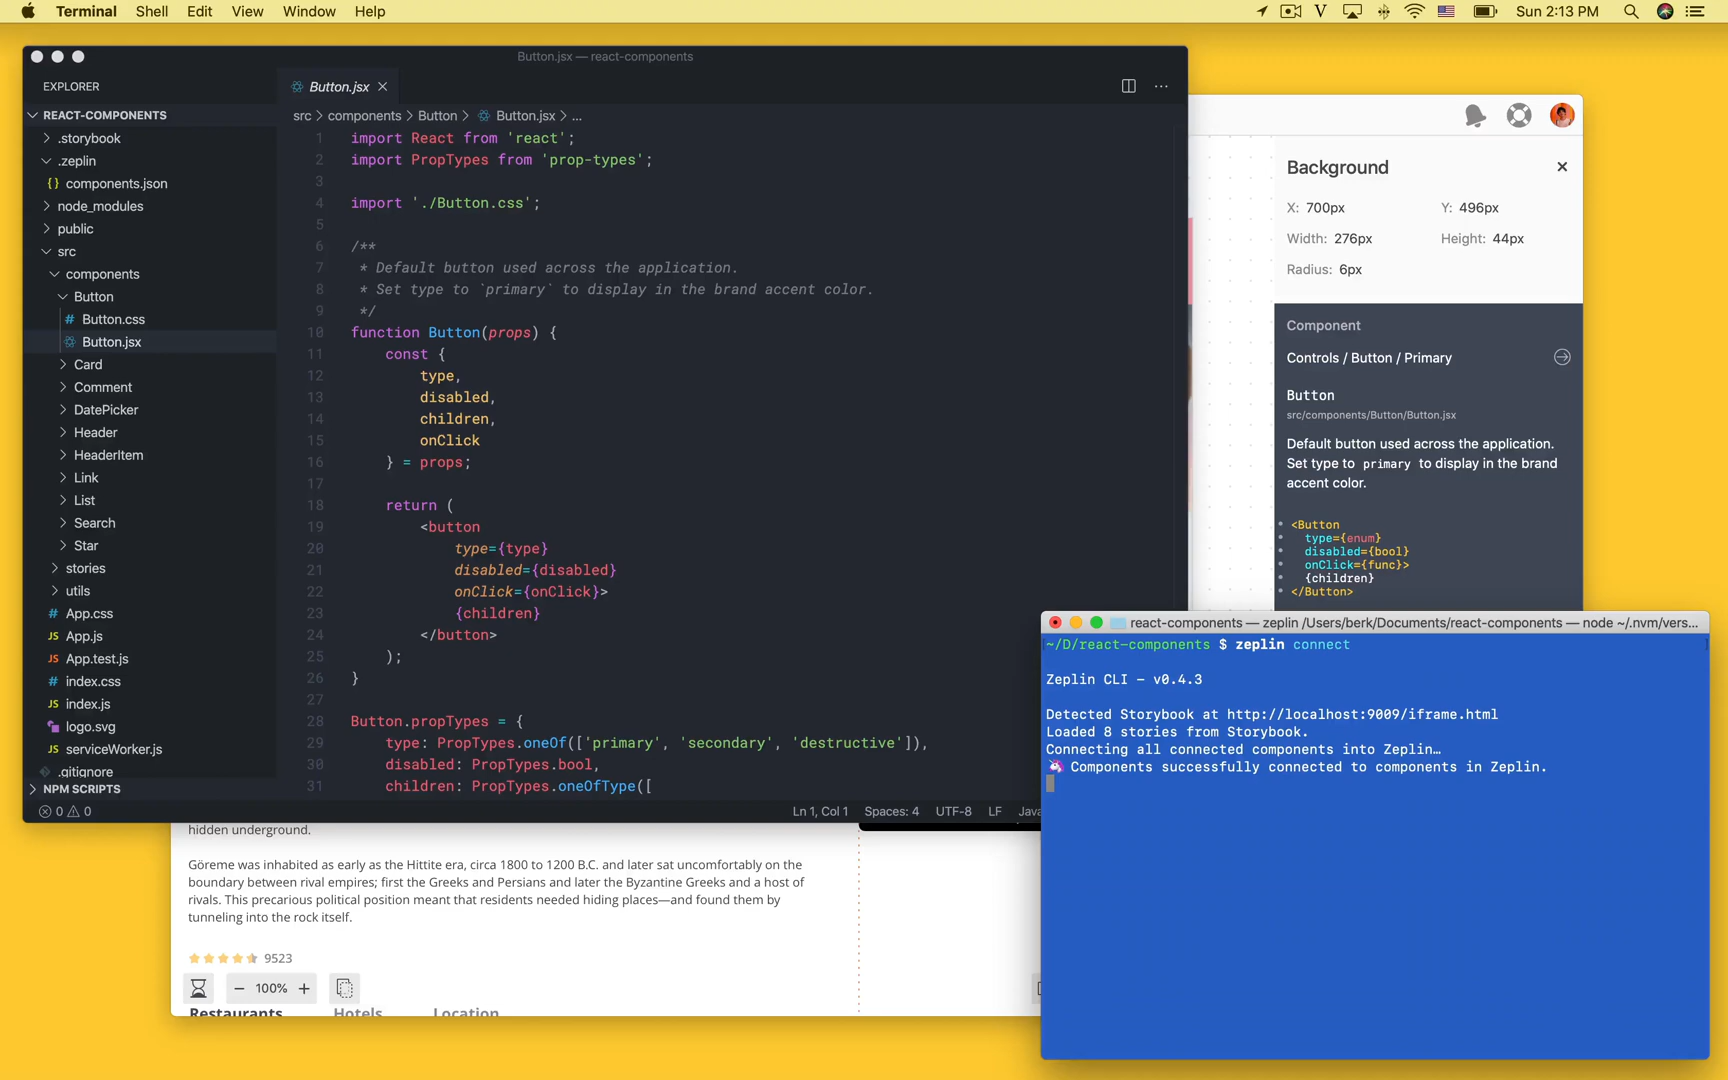 Terminal Shell Edit View Window Help
V Sun 2:13 PM
Button.jsx — react-components
EXPLORER
REACT-COMPONENTS
.storybook
.zeplin
{} components.json
node_modules
public
src
components
Button
# Button.css
Button.jsx
Card
Comment
DatePicker
Header
HeaderItem
Link
List
Search
Star
stories
utils
# App.css
JS App.js
JS App.test.js
# index.css
JS index.js
logo.svg
JS serviceWorker.js
.gitignore
NPM SCRIPTS
0 0
Button.jsx
src > components > Button > Button.jsx > ...
1 import React from 'react';
2 import PropTypes from 'prop-types';
3
4 import './Button.css';
5
6 /**
7 * Default button used across the application.
8 * Set type to `primary` to display in the brand accent color.
9 */
10 function Button(props) {
11 const {
12 type,
13 disabled,
14 children,
15 onClick
16 } = props;
17
18 return (
19 <button
20 type={type}
21 disabled={disabled}
22 onClick={onClick}>
23 {children}
24 </button>
25 );
26 }
27
28 Button.propTypes = {
29 type: PropTypes.oneOf(['primary', 'secondary', 'destructive']),
30 disabled: PropTypes.bool,
31 children: PropTypes.oneOfType([
Ln 1, Col 1 Spaces: 4 UTF-8 LF Java
Background
X: 700px Y: 496px
Width: 276px Height: 44px
Radius: 6px
Component
Controls / Button / Primary
Button
src/components/Button/Button.jsx
Default button used across the application.
Set type to primary to display in the brand
accent color.
<Button
type={enum}
disabled={bool}
onClick={func}>
{children}
</Button>
react-components — zeplin /Users/berk/Documents/react-components — node ~/.nvm/vers...
~/D/react-components $ zeplin connect
Zeplin CLI - v0.4.3
Detected Storybook at http://localhost:9009/iframe.html
Loaded 8 stories from Storybook.
Connecting all connected components into Zeplin…
🦄 Components successfully connected to components in Zeplin.
hidden underground.
Göreme was inhabited as early as the Hittite era, circa 1800 to 1200 B.C. and later sat uncomfortably on the
boundary between rival empires; first the Greeks and Persians and later the Byzantine Greeks and a host of
rivals. This precarious political position meant that residents needed hiding places—and found them by
tunneling into the rock itself.
9523
− 100% +
Restaurants Hotels Location